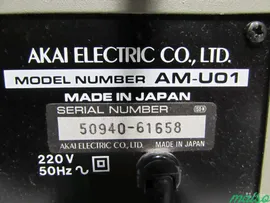 AKAI ELECTRIC CO., LTD.
MODEL NUMBER AM-U01
MADE IN JAPAN
SERIAL NUMBER
50940-61658
AKAI ELECTRIC CO., LTD. MADE IN JAPAN
220V
50Hz